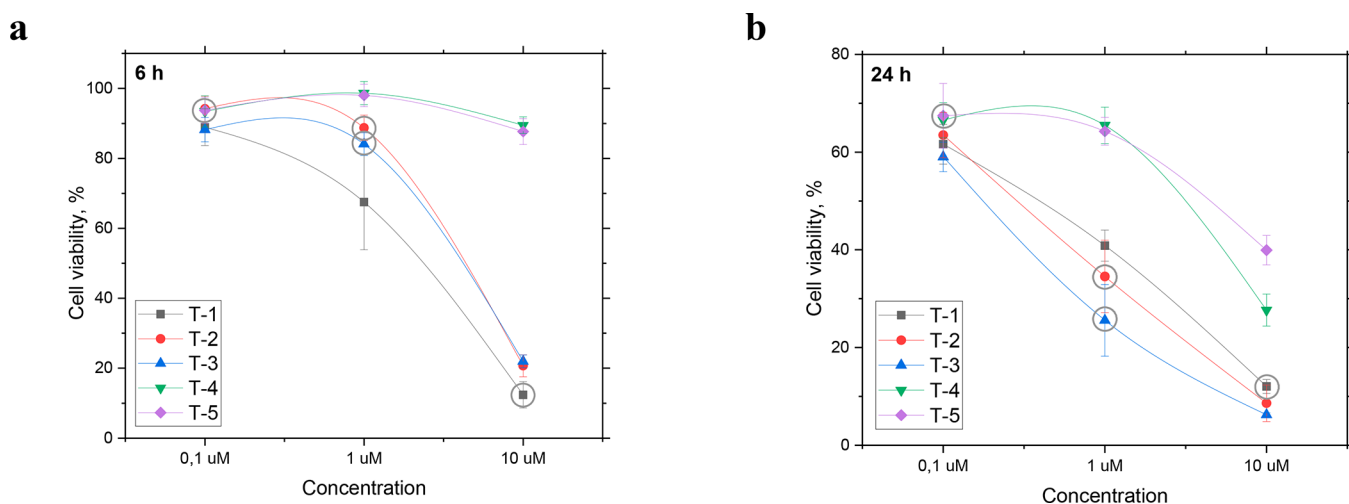 a
6 h
100
80
60
40
20
0
Cell viability, %
T-1
T-2
T-3
T-4
T-5
0,1 uM
1 uM
10 uM
Concentration
b
24 h
80
60
40
20
0
Cell viability, %
T-1
T-2
T-3
T-4
T-5
0,1 uM
1 uM
10 uM
Concentration